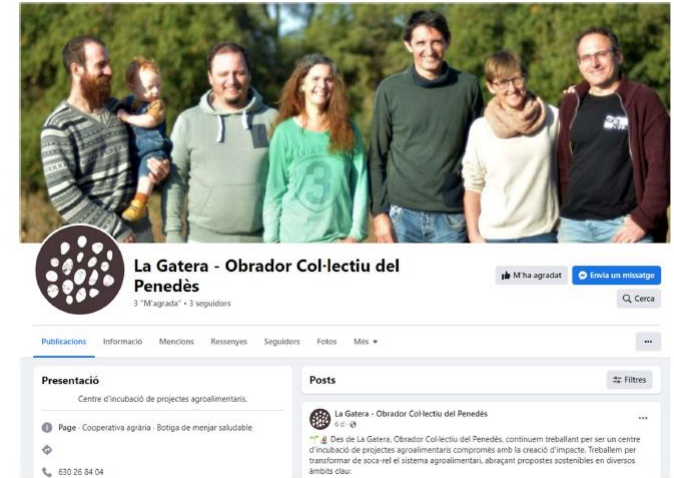 3
La Gatera - Obrador Col·lectiu del
Penedès
3 "M'agrada" • 3 seguidors
M'ha agradat
Envia un missatge
Cerca
Publicacions Informació Mencions Ressenyes Seguidors Fotos Més
Presentació
Centre d'incubació de projectes agroalimentaris.
Page · Cooperativa agrària · Botiga de menjar saludable
630 26 84 04
Posts
Filtres
La Gatera - Obrador Col·lectiu del Penedès
6 d ·
Des de La Gatera, Obrador Col·lectiu del Penedès, continuem treballant per ser un centre
d'incubació de projectes agroalimentaris compromès amb la creació d'impacte. Treballem per
transformar de soca-rel el sistema agroalimentari, abraçant propostes sostenibles en diversos
àmbits clau: